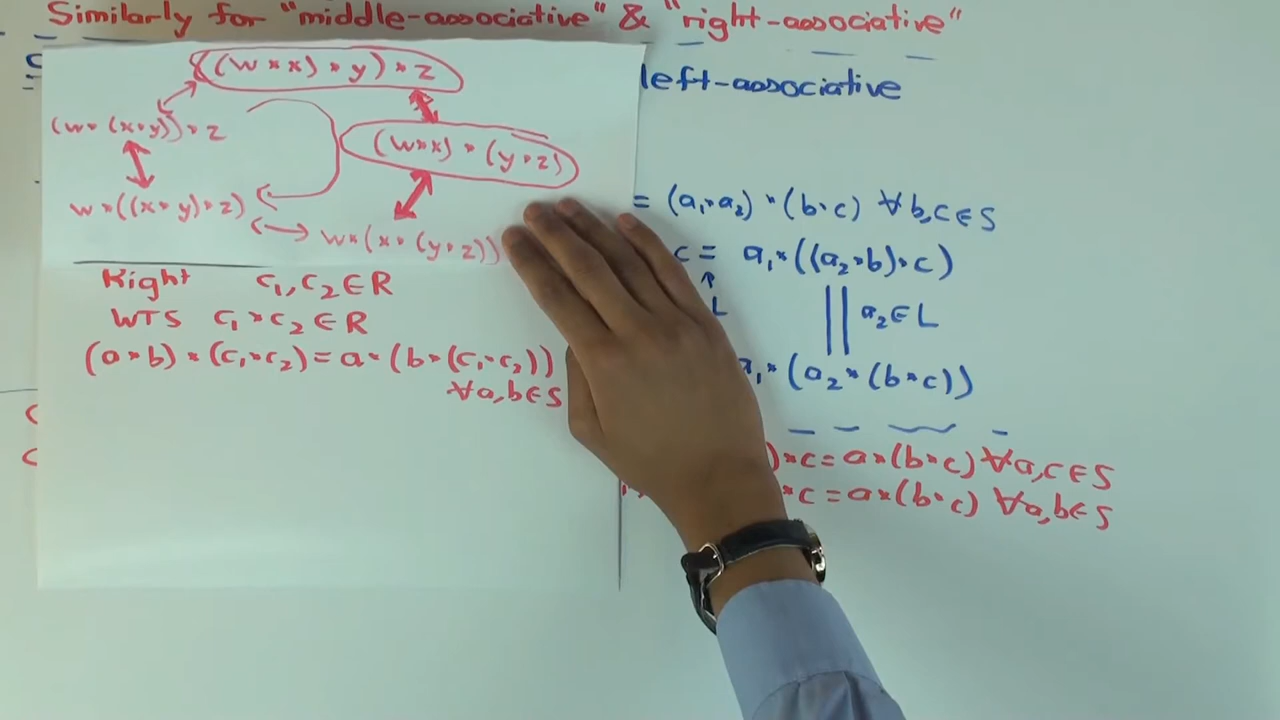 Similarly for "middle-associative" & "right-associative"
((w * x) * y) * z
(w * (x * y)) * z
(w * x) * (y * z)
w * ((x * y) * z)
w * (x * (y * z))
Right c₁, c₂ ∈ R
WTS c₁ * c₂ ∈ R
(a * b) * (c₁ * c₂) = a * (b * (c₁ * c₂))
∀a, b ∈ S
left-associative
= (a₁ * a₂) * (b * c) ∀ b, c ∈ S
c = a₁ * ((a₂ * b) * c)
↑
L
|| a₂ ∈ L
a₁ * (a₂ * (b * c))
) * c = a * (b * c) ∀a, c ∈ S
* c = a * (b * c) ∀a, b ∈ S